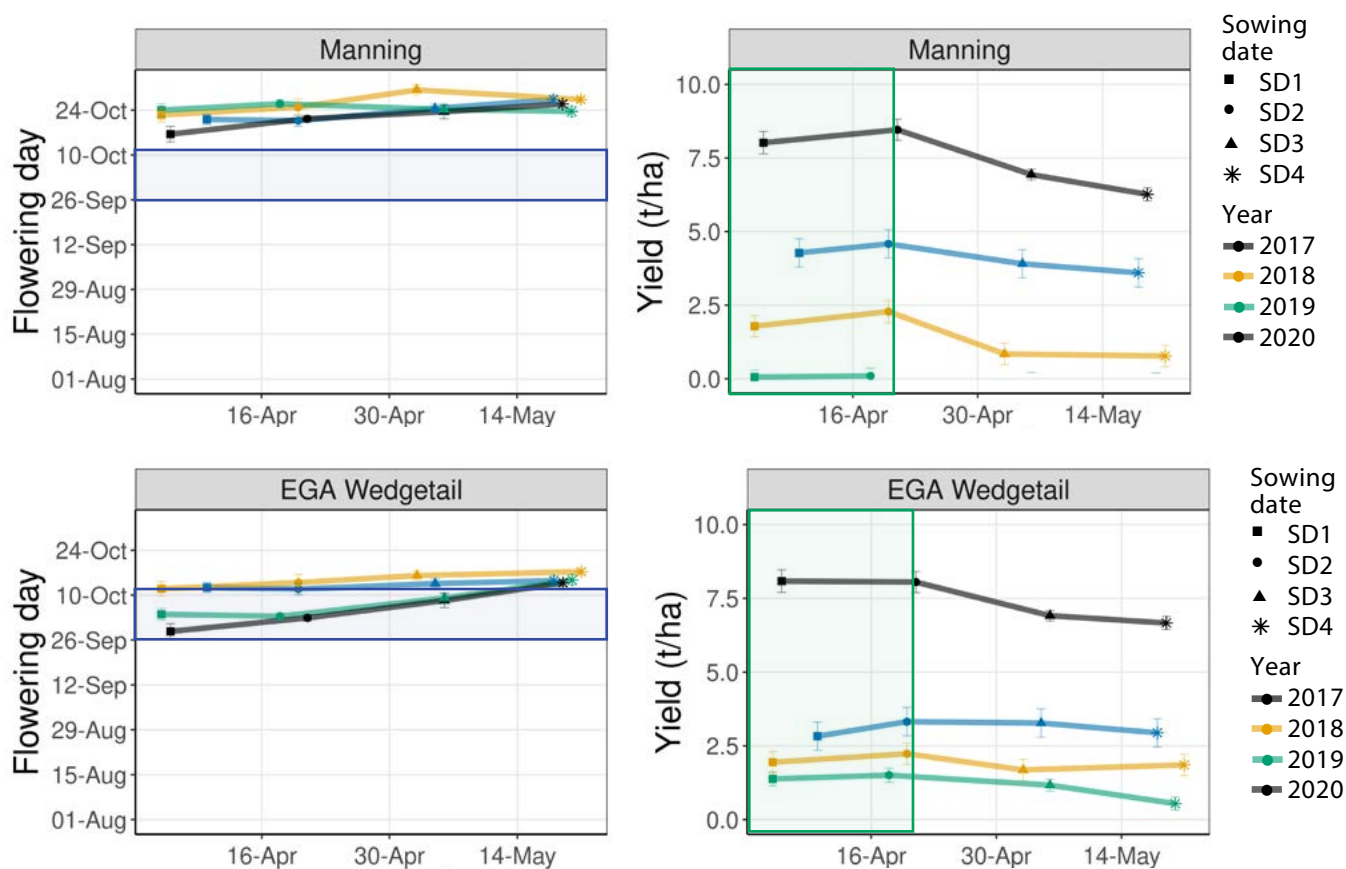 Manning
Flowering day
24-Oct
10-Oct
26-Sep
12-Sep
29-Aug
15-Aug
01-Aug
16-Apr
30-Apr
14-May
Manning
Yield (t/ha)
10.0
7.5
5.0
2.5
0.0
16-Apr
30-Apr
14-May
Sowing
date
SD1
SD2
SD3
SD4
Year
2017
2018
2019
2020
EGA Wedgetail
Flowering day
24-Oct
10-Oct
26-Sep
12-Sep
29-Aug
15-Aug
01-Aug
16-Apr
30-Apr
14-May
EGA Wedgetail
Yield (t/ha)
10.0
7.5
5.0
2.5
0.0
16-Apr
30-Apr
14-May
Sowing
date
SD1
SD2
SD3
SD4
Year
2017
2018
2019
2020